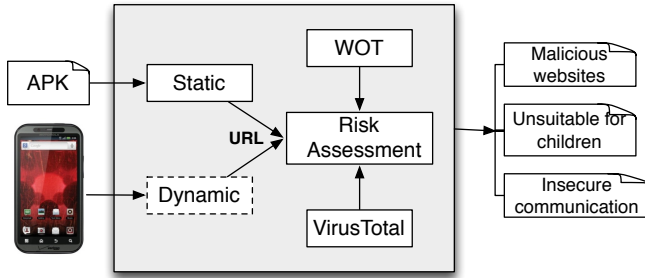 APK
Static
URL
Dynamic
WOT
Risk
Assessment
VirusTotal
Malicious
websites
Unsuitable for
children
Insecure
communication